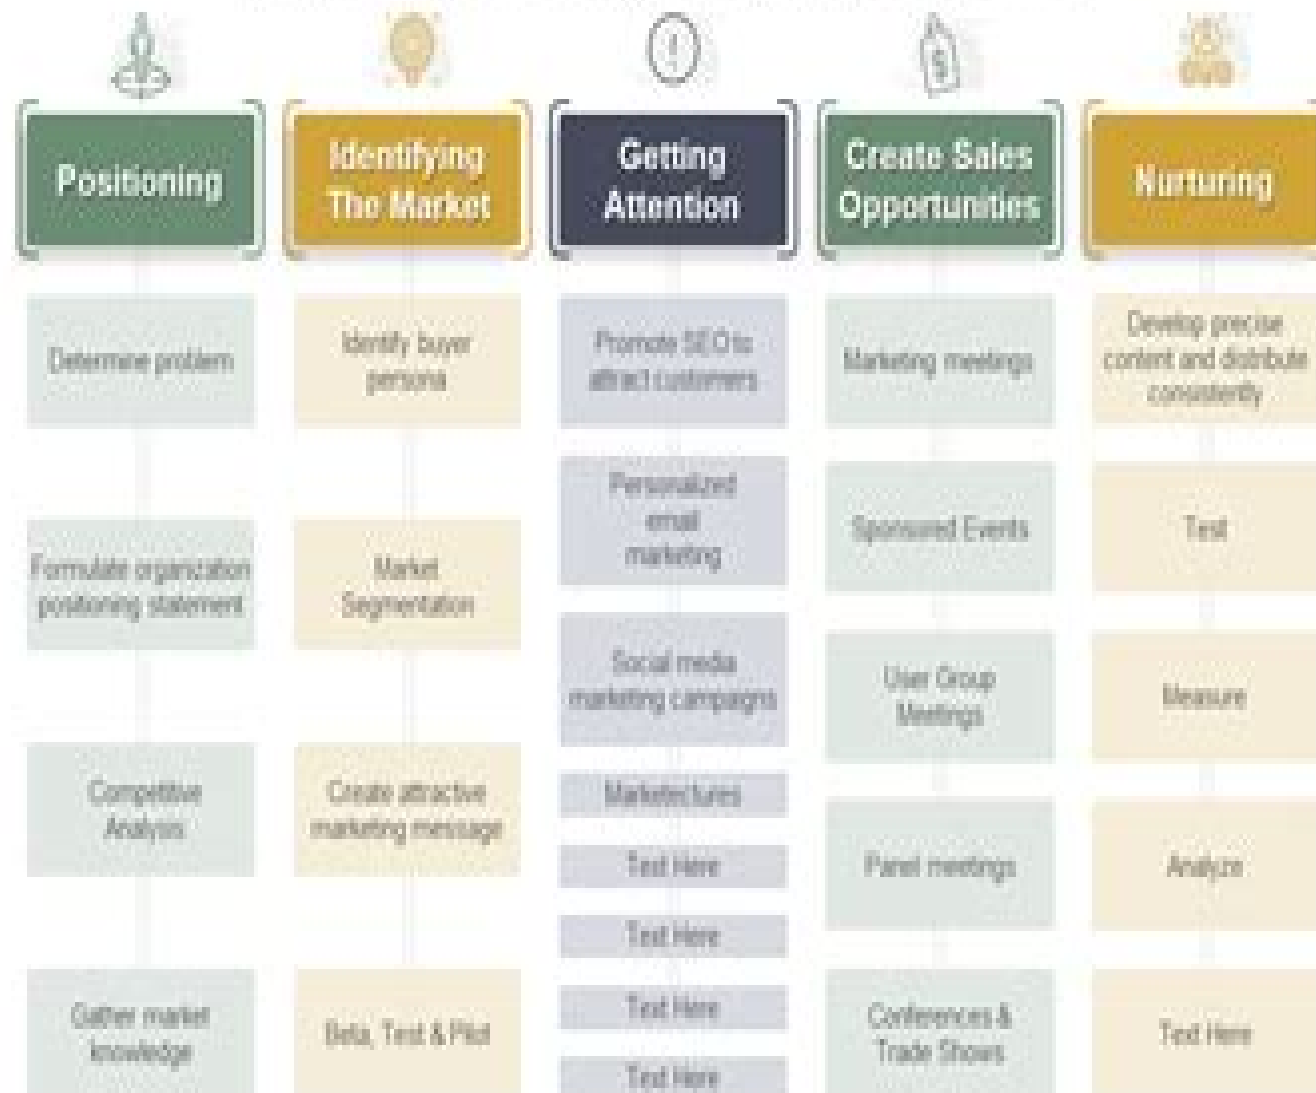 Positioning
Determine problem
Formulate organization
positioning statement
Competitive
Analysis
Gather market
knowledge
Identifying
The Market
Identify buyer
persona
Market
Segmentation
Create attractive
marketing message
Beta, Test & Pilot
Getting
Attention
Promote SEO to
attract customers
Personalized
email
marketing
Social media
marketing campaigns
Marketectures
Text Here
Text Here
Text Here
Text Here
Create Sales
Opportunities
Marketing meetings
Sponsored Events
User Group
Meetings
Panel meetings
Conferences &
Trade Shows
Nurturing
Develop precise
content and distribute
consistently
Test
Measure
Analyze
Text Here